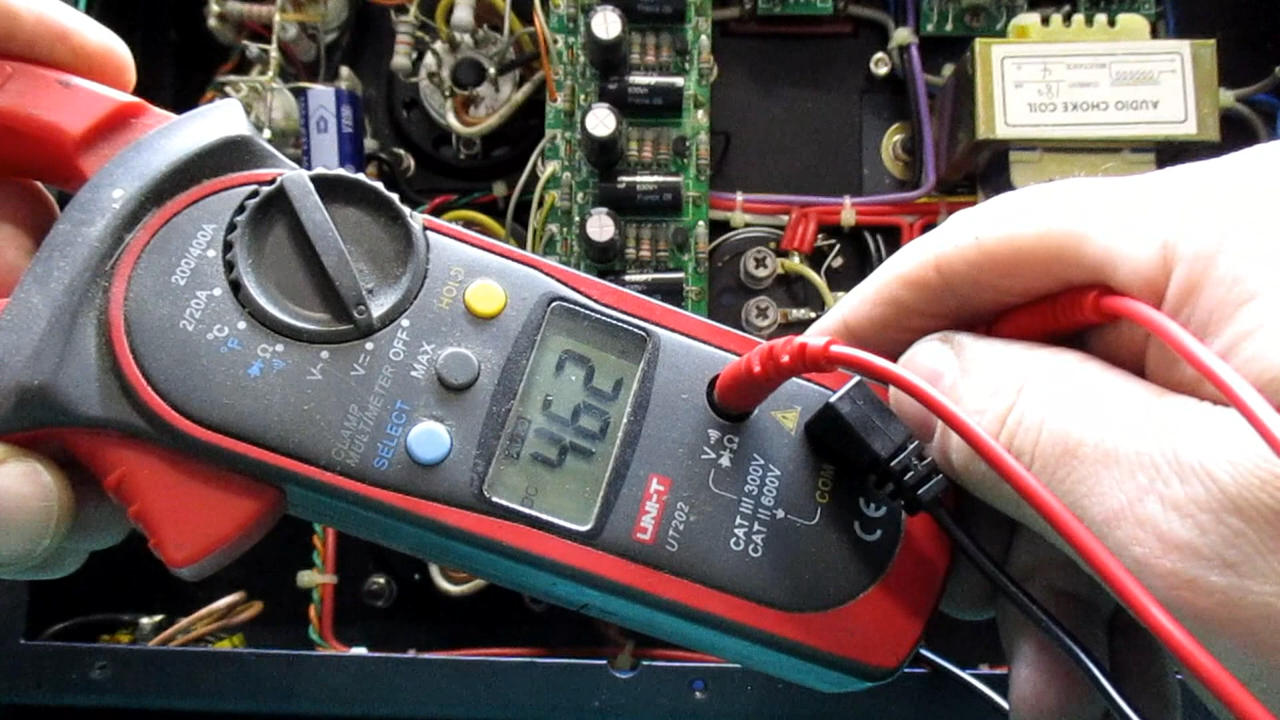 200/400A
2/20A
°C
°F
Ω
V~
V=
OFF
HOLD
MAX
SELECT
CLAMP
MULTIMETER
AUTO
DC
462
UNI-T
UT202
V
Ω
COM
CAT III 300V
CAT II 600V
CE
AUDIO CHOKE COIL